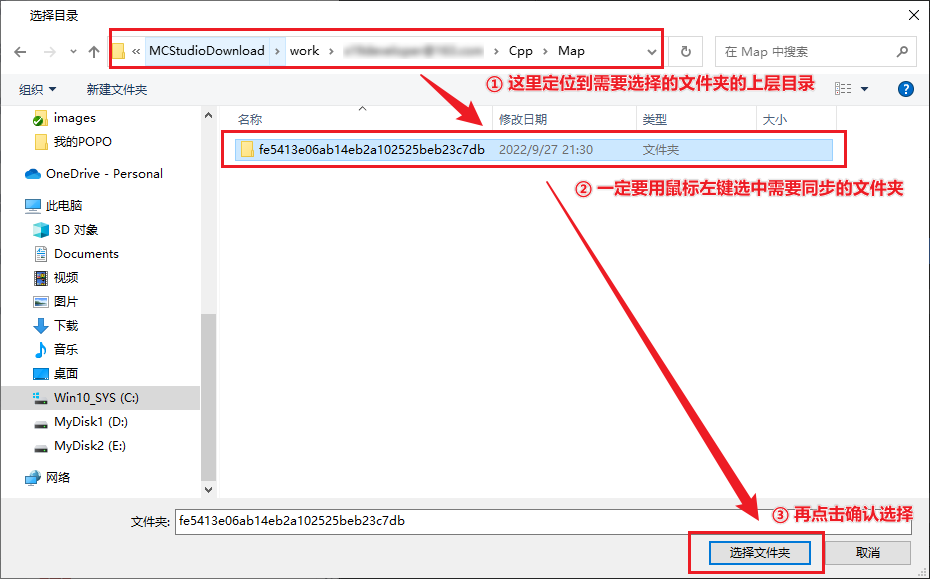 选择目录
« MCStudioDownload › work › › Cpp › Map
在 Map 中搜索
① 这里定位到需要选择的文件夹的上层目录
组织 新建文件夹
images
我的POPO
OneDrive - Personal
此电脑
3D 对象
Documents
视频
图片
下载
音乐
桌面
Win10_SYS (C:)
MyDisk1 (D:)
MyDisk2 (E:)
网络
名称 修改日期 类型 大小
fe5413e06ab14eb2a102525beb23c7db 2022/9/27 21:30 文件夹
② 一定要用鼠标左键选中需要同步的文件夹
③ 再点击确认选择
文件夹: fe5413e06ab14eb2a102525beb23c7db
选择文件夹 取消